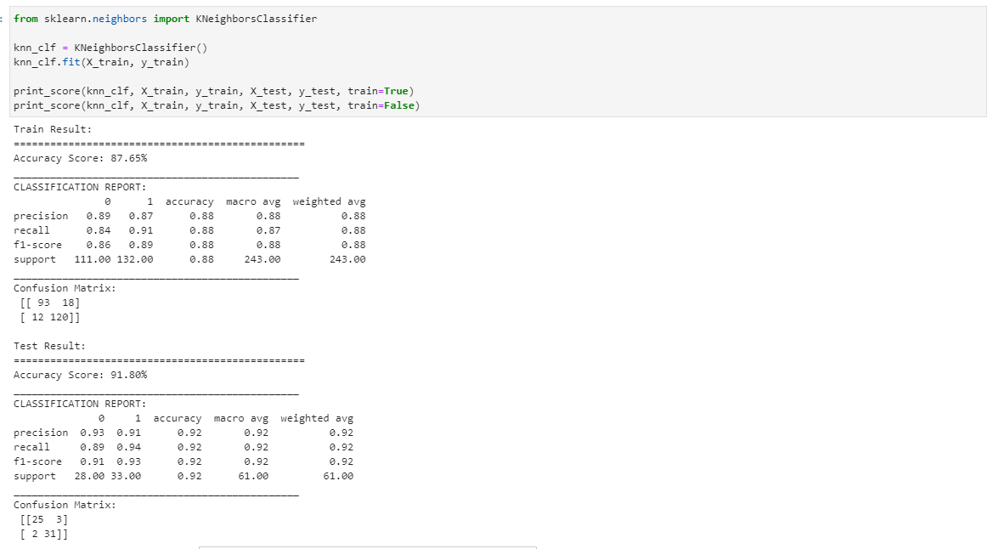 :
from sklearn.neighbors import KNeighborsClassifier
knn_clf = KNeighborsClassifier()
knn_clf.fit(X_train, y_train)
print_score(knn_clf, X_train, y_train, X_test, y_test, train=True)
print_score(knn_clf, X_train, y_train, X_test, y_test, train=False)
Train Result:
================================================
Accuracy Score: 87.65%
_______________________________________________
CLASSIFICATION REPORT:
0 1 accuracy macro avg weighted avg
precision 0.89 0.87 0.88 0.88 0.88
recall 0.84 0.91 0.88 0.87 0.88
f1-score 0.86 0.89 0.88 0.88 0.88
support 111.00 132.00 0.88 243.00 243.00
_______________________________________________
Confusion Matrix:
[[ 93 18]
[ 12 120]]
Test Result:
================================================
Accuracy Score: 91.80%
_______________________________________________
CLASSIFICATION REPORT:
0 1 accuracy macro avg weighted avg
precision 0.93 0.91 0.92 0.92 0.92
recall 0.89 0.94 0.92 0.92 0.92
f1-score 0.91 0.93 0.92 0.92 0.92
support 28.00 33.00 0.92 61.00 61.00
_______________________________________________
Confusion Matrix:
[[25 3]
[ 2 31]]